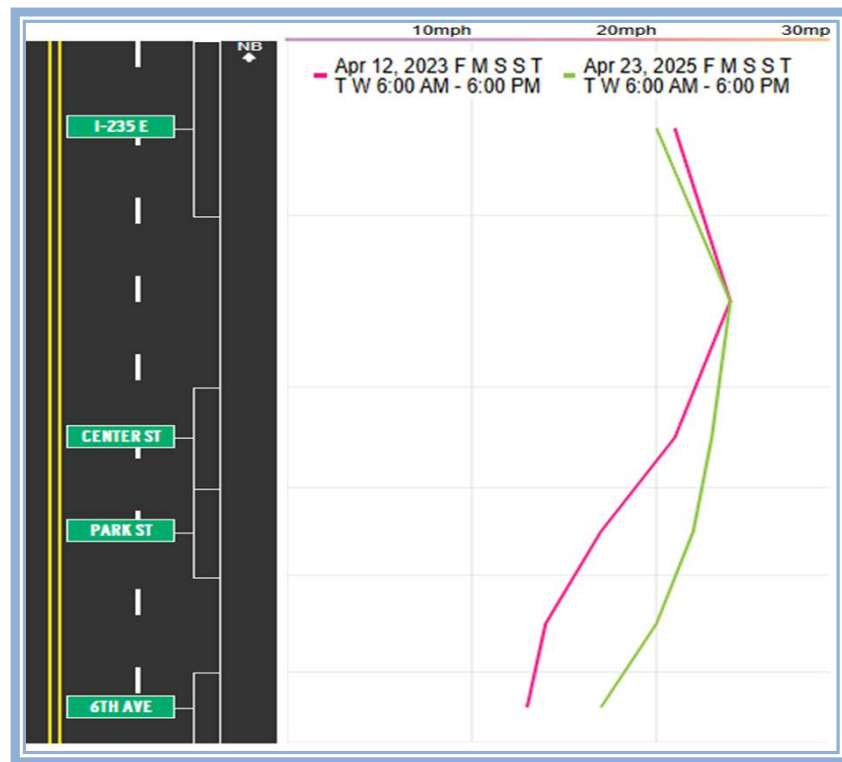 10mph 20mph 30mp
NB
Apr 12, 2023 F M S S T
T W 6:00 AM - 6:00 PM
Apr 23, 2025 F M S S T
T W 6:00 AM - 6:00 PM
I-235 E
CENTER ST
PARK ST
6TH AVE